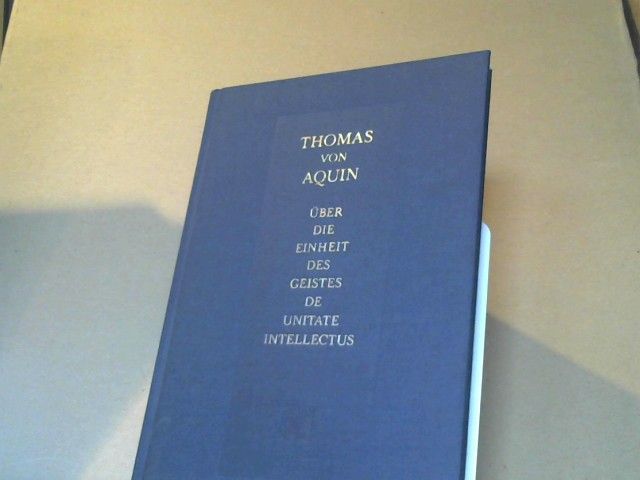 THOMAS
VON
AQUIN
ÜBER
DIE
EINHEIT
DES
GEISTES
DE
UNITATE
INTELLECTUS